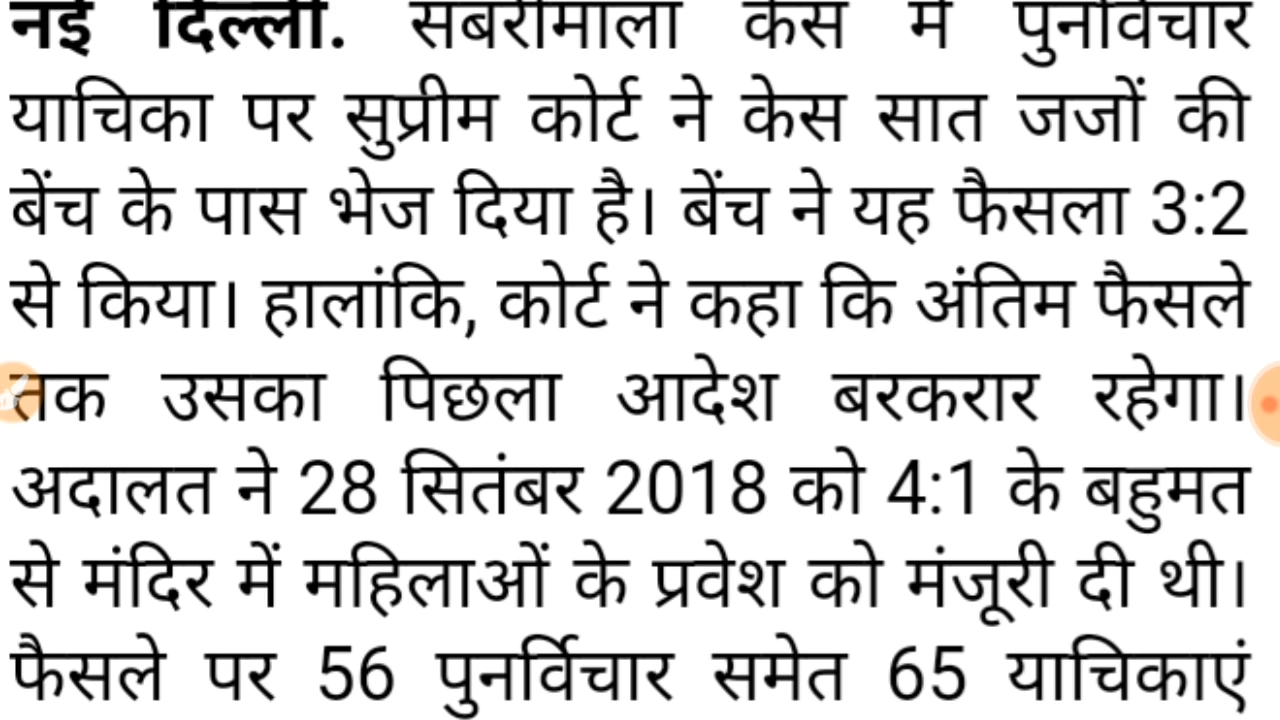 नई दिल्ली. सबरीमाला केस में पुनर्विचार
याचिका पर सुप्रीम कोर्ट ने केस सात जजों की
बेंच के पास भेज दिया है। बेंच ने यह फैसला 3:2
से किया। हालांकि, कोर्ट ने कहा कि अंतिम फैसले
तक उसका पिछला आदेश बरकरार रहेगा।
अदालत ने 28 सितंबर 2018 को 4:1 के बहुमत
से मंदिर में महिलाओं के प्रवेश को मंजूरी दी थी।
फैसले पर 56 पुनर्विचार समेत 65 याचिकाएं